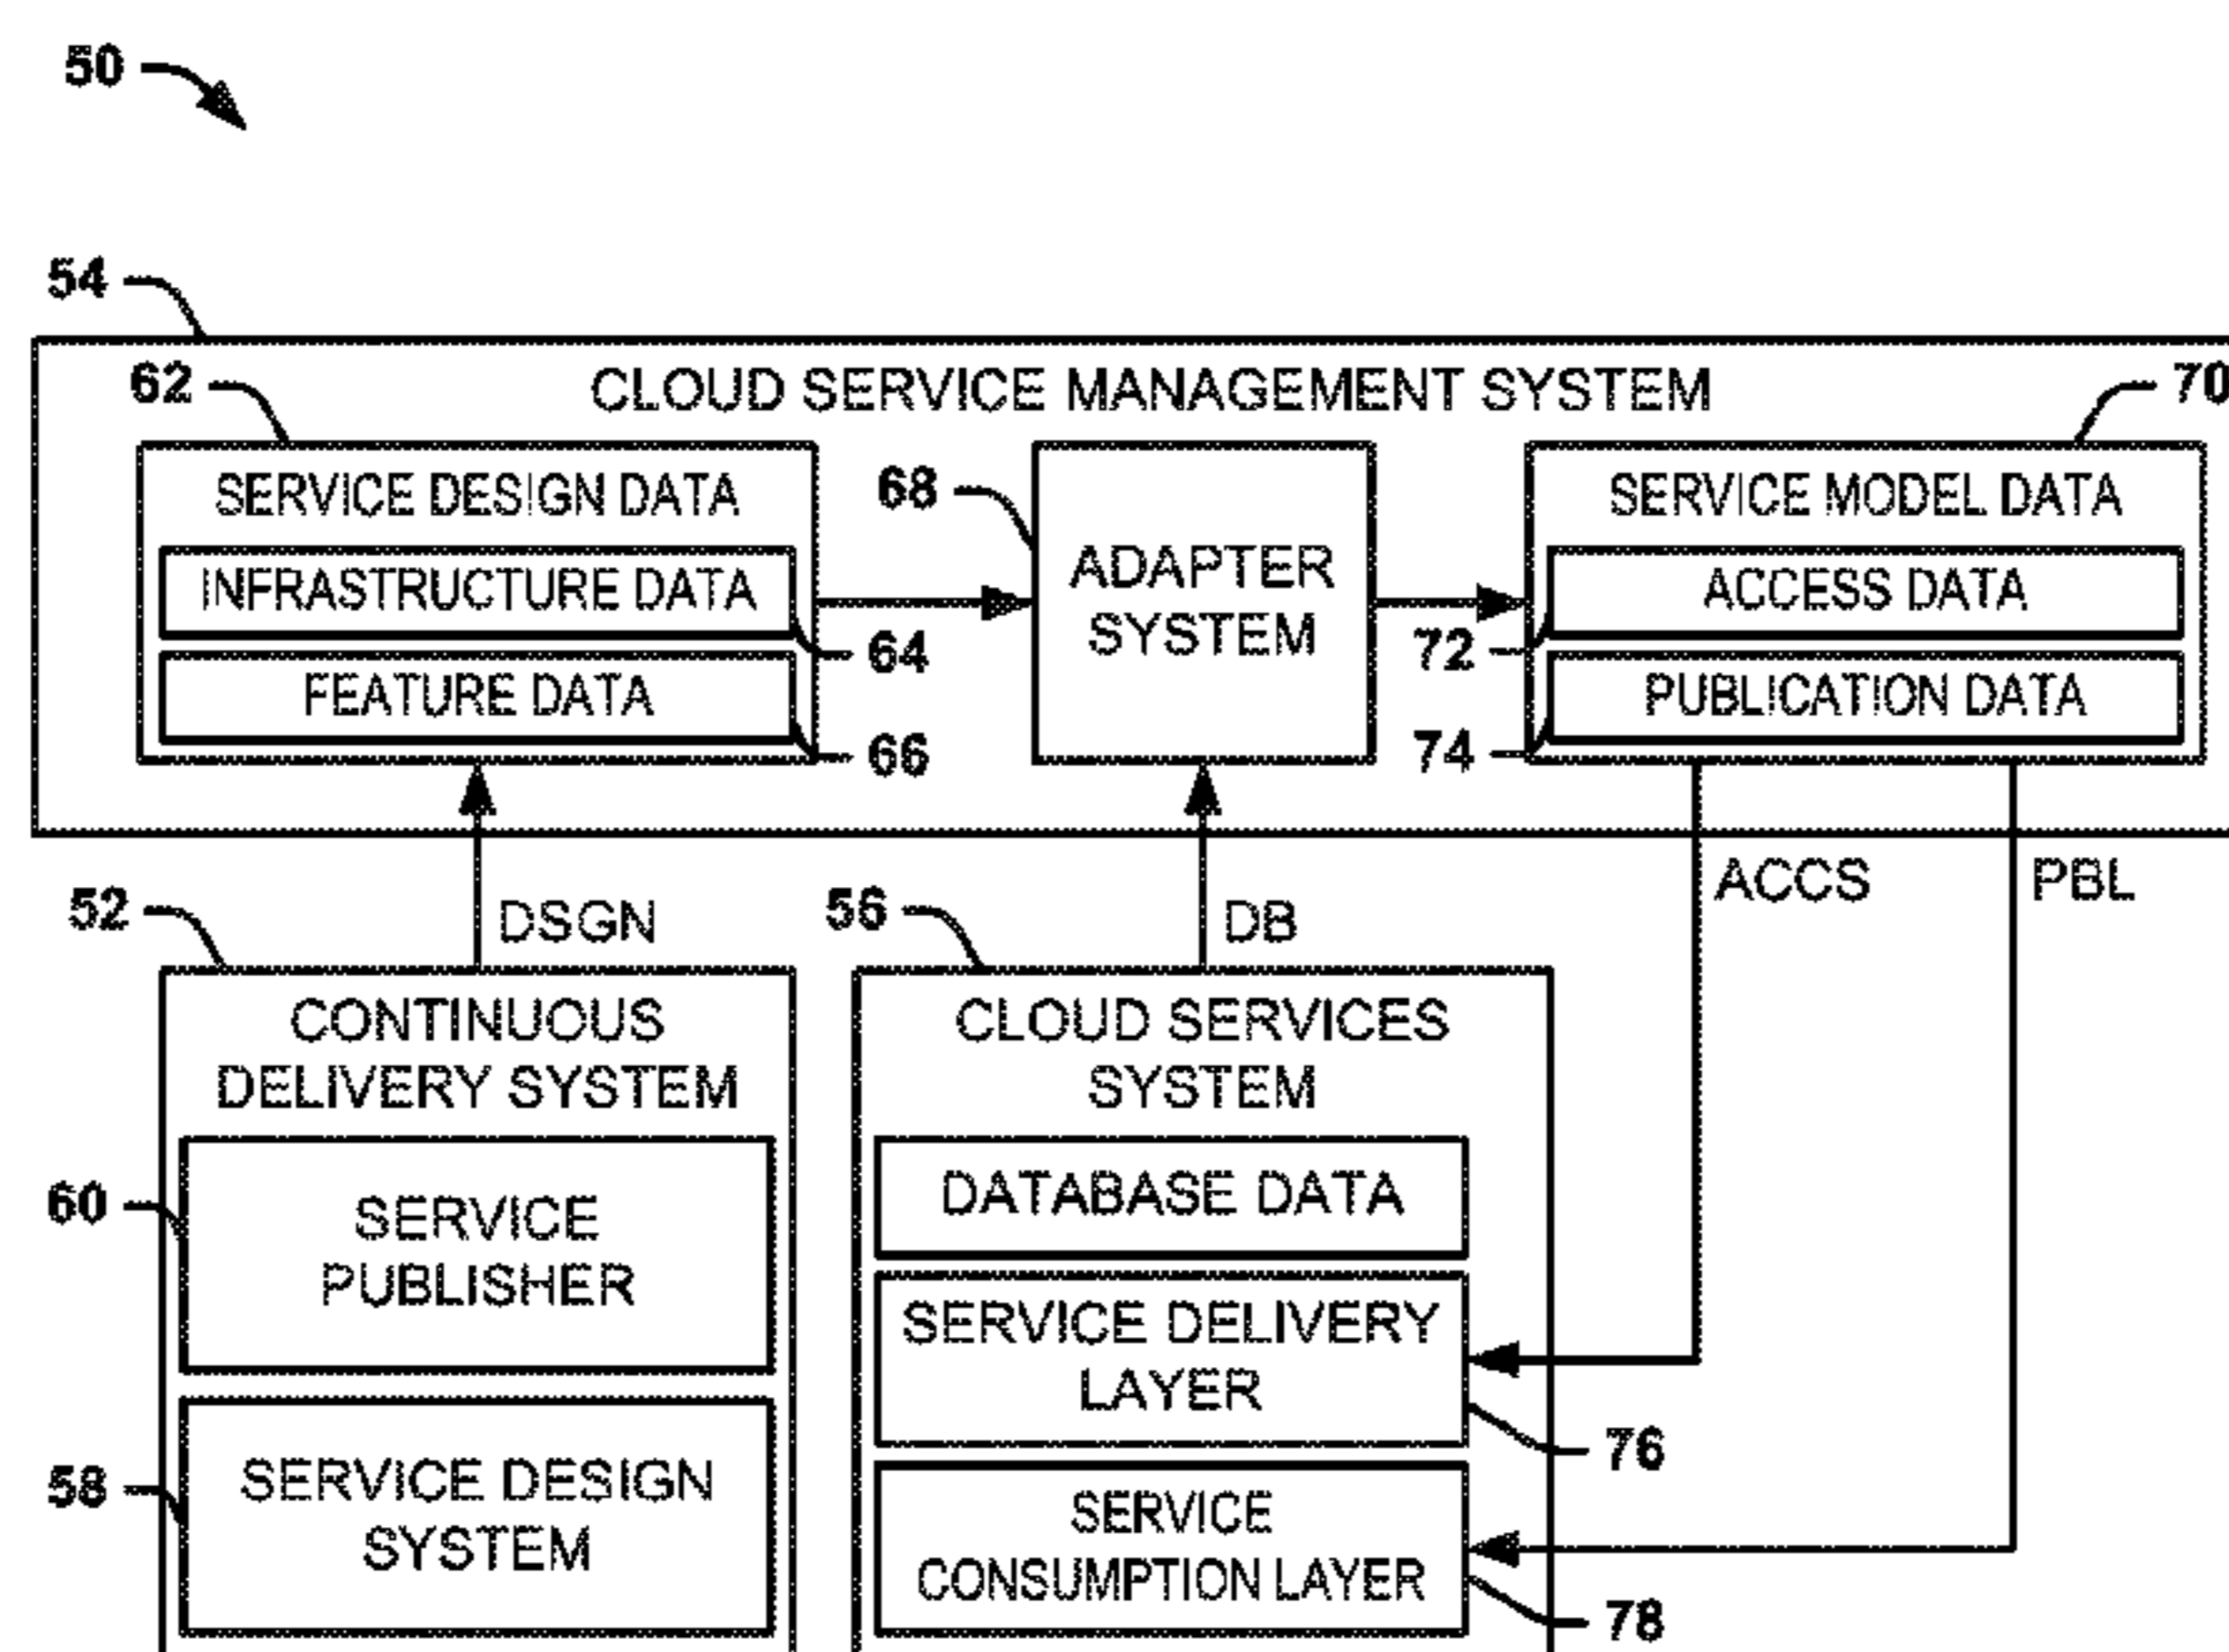 50
54
CLOUD SERVICE MANAGEMENT SYSTEM
62
70
SERVICE DESIGN DATA
68
SERVICE MODEL DATA
INFRASTRUCTURE DATA
ADAPTER
SYSTEM
ACCESS DATA
64
72
FEATURE DATA
PUBLICATION DATA
66
74
52
DSGN
56
DB
ACCS
PBL
CONTINUOUS
DELIVERY SYSTEM
CLOUD SERVICES
SYSTEM
60
SERVICE
PUBLISHER
DATABASE DATA
SERVICE DELIVERY
LAYER
76
58
SERVICE DESIGN
SYSTEM
SERVICE
CONSUMPTION LAYER
78